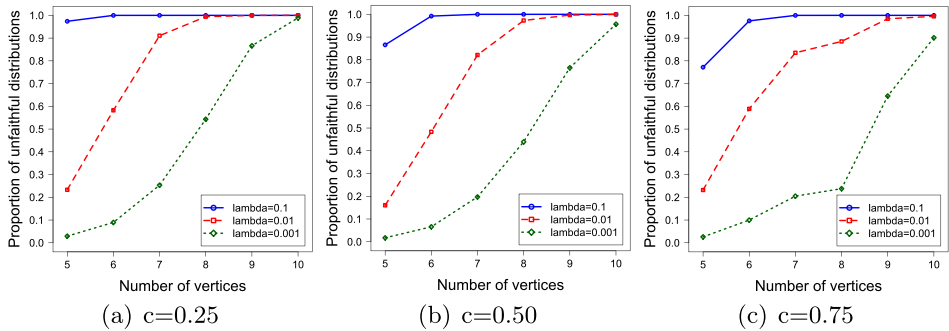 Proportion of unfaithful distributions
1.0
0.9
0.8
0.7
0.6
0.5
0.4
0.3
0.2
0.1
0.0
lambda=0.1
lambda=0.01
lambda=0.001
5 6 7 8 9 10
Number of vertices
(a) c=0.25
Proportion of unfaithful distributions
1.0
0.9
0.8
0.7
0.6
0.5
0.4
0.3
0.2
0.1
0.0
lambda=0.1
lambda=0.01
lambda=0.001
5 6 7 8 9 10
Number of vertices
(b) c=0.50
Proportion of unfaithful distributions
1.0
0.9
0.8
0.7
0.6
0.5
0.4
0.3
0.2
0.1
0.0
lambda=0.1
lambda=0.01
lambda=0.001
5 6 7 8 9 10
Number of vertices
(c) c=0.75